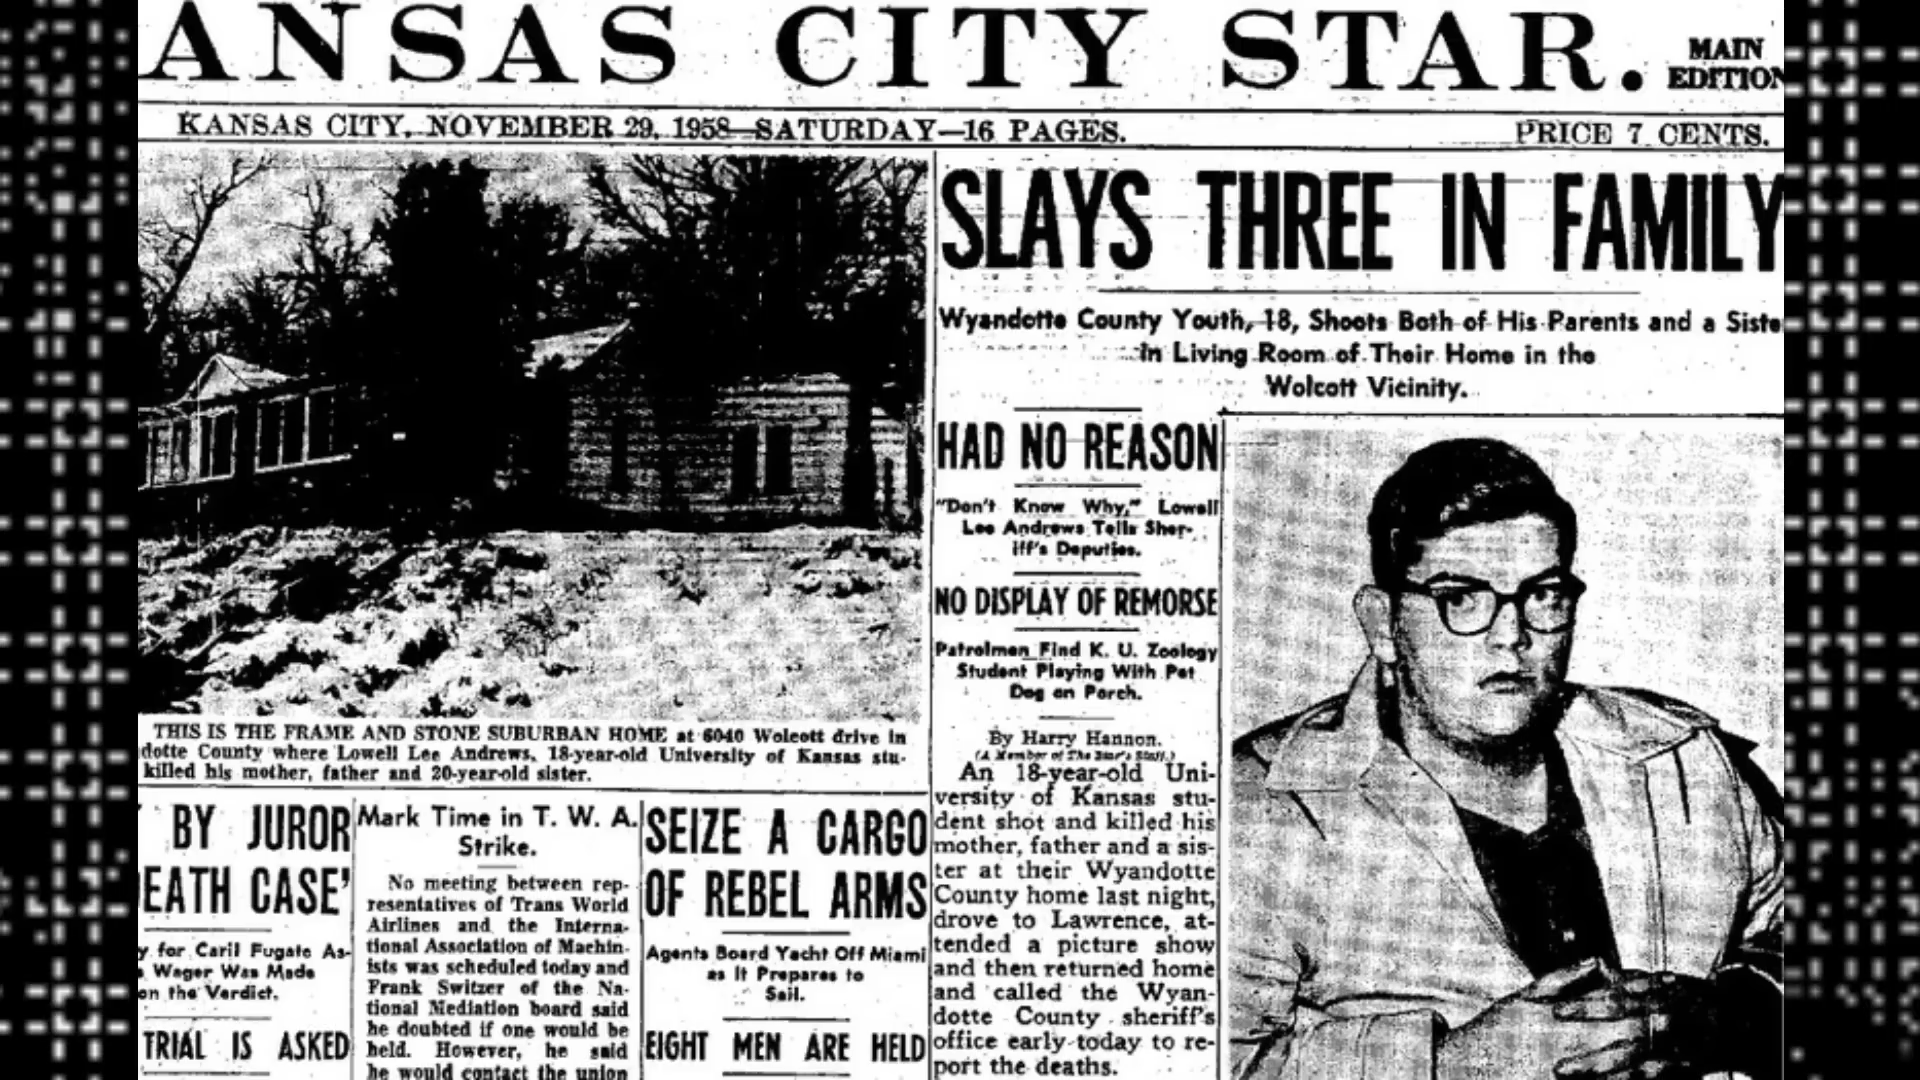 ANSAS CITY STAR.
MAIN
EDITION
KANSAS CITY, NOVEMBER 29, 1958—SATURDAY—16 PAGES.
PRICE 7 CENTS.
SLAYS THREE IN FAMILY
Wyandotte County Youth, 18, Shoots Both of His Parents and a Siste
in Living Room of Their Home in the
Wolcott Vicinity.
HAD NO REASON
"Don't Know Why," Lowell
Lee Andrews Tells Sher-
iff's Deputies.
NO DISPLAY OF REMORSE
Patrolmen Find K. U. Zoology
Student Playing With Pet
Dog on Porch.
By Harry Hannon.
(A Member of The Star's Staff.)
An 18-year-old Uni-
versity of Kansas stu-
dent shot and killed his
mother, father and a sis-
ter at their Wyandotte
County home last night,
drove to Lawrence, at-
tended a picture show
and then returned home
and called the Wyan-
dotte County sheriff's
office early today to re-
port the deaths.
THIS IS THE FRAME AND STONE SUBURBAN HOME at 6040 Wolcott drive in
dotte County where Lowell Lee Andrews, 18-year-old University of Kansas stu-
killed his mother, father and 20-year-old sister.
BY JUROR
EATH CASE'
y for Caril Fugate As-
Wager Was Made
on the Verdict.
TRIAL IS ASKED
Mark Time in T. W. A.
Strike.
No meeting between rep-
resentatives of Trans World
Airlines and the Interna-
tional Association of Machin-
ists was scheduled today and
Frank Switzer of the Na-
tional Mediation board said
he doubted if one would be
held. However, he said
he would contact the union
SEIZE A CARGO
OF REBEL ARMS
Agents Board Yacht Off Miami
as It Prepares to
Sail.
EIGHT MEN ARE HELD